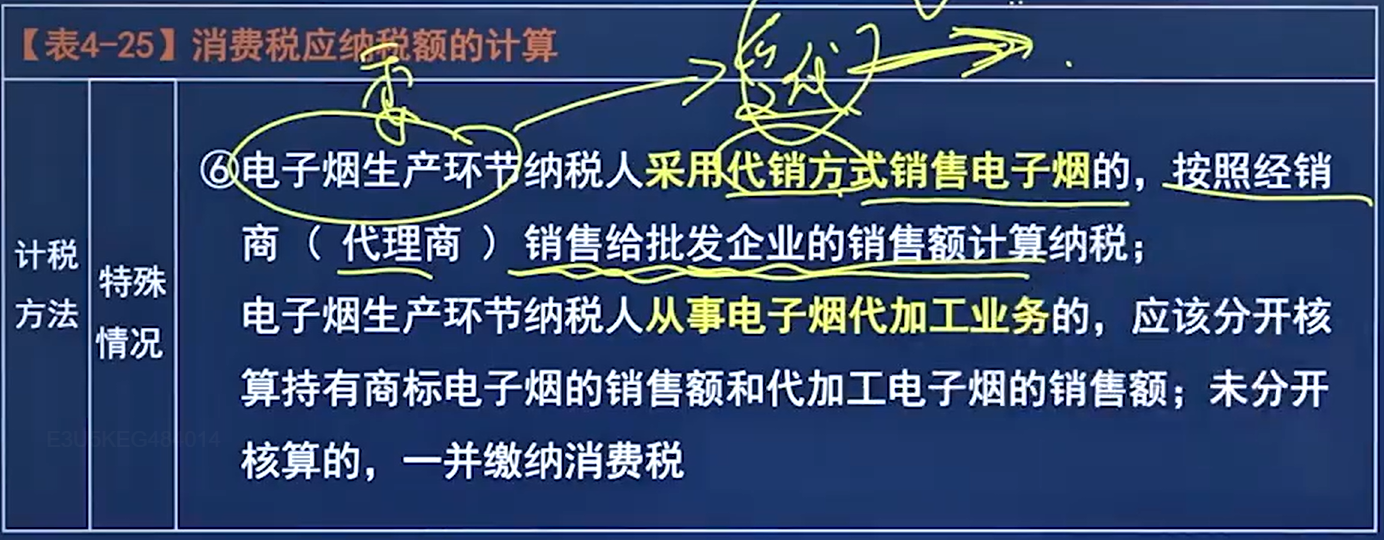 【表4-25】消费税应纳税额的计算
计税
方法
特殊
情况
⑥电子烟生产环节纳税人采用代销方式销售电子烟的，按照经销
商（代理商）销售给批发企业的销售额计算纳税；
电子烟生产环节纳税人从事电子烟代加工业务的，应该分开核
算持有商标电子烟的销售额和代加工电子烟的销售额；未分开
核算的，一并缴纳消费税